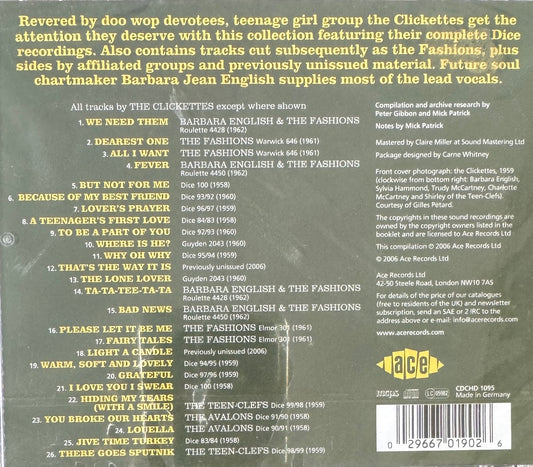 Revered by doo wop devotees, teenage girl group the Clickettes get the
attention they deserve with this collection featuring their complete Dice
recordings. Also contains tracks cut subsequently as the Fashions, plus
sides by affiliated groups and previously unissued material. Future soul
chartmaker Barbara Jean English supplies most of the lead vocals.
All tracks by THE CLICKETTES except where shown
1. WE NEED THEM BARBARA ENGLISH & THE FASHIONS
Roulette 4428 (1962)
2. DEAREST ONE THE FASHIONS Warwick 646 (1961)
3. ALL I WANT THE FASHIONS Warwick 646 (1961)
4. FEVER BARBARA ENGLISH & THE FASHIONS
Roulette 4450 (1962)
5. BUT NOT FOR ME Dice 100 (1958)
6. BECAUSE OF MY BEST FRIEND Dice 93/92 (1960)
7. LOVER'S PRAYER Dice 96/97 (1959)
8. A TEENAGER'S FIRST LOVE Dice 84/83 (1958)
9. TO BE A PART OF YOU Dice 92/93 (1960)
10. WHERE IS HE? Guyden 2043 (1960)
11. WHY OH WHY Dice 95/94 (1959)
12. THAT'S THE WAY IT IS Previously unissued (2006)
13. THE LONE LOVER Guyden 2043 (1960)
14. TA-TA-TEE-TA-TA BARBARA ENGLISH & THE FASHIONS
Roulette 4428 (1962)
15. BAD NEWS BARBARA ENGLISH & THE FASHIONS
Roulette 4450 (1962)
16. PLEASE LET IT BE ME THE FASHIONS Elmor 301 (1961)
17. FAIRY TALES THE FASHIONS Elmor 301 (1961)
18. LIGHT A CANDLE Previously unissued (2006)
19. WARM, SOFT AND LOVELY Dice 94/95 (1959)
20. GRATEFUL Dice 97/96 (1959)
21. I LOVE YOU I SWEAR Dice 100 (1958)
22. HIDING MY TEARS
(WITH A SMILE) THE TEEN-CLEFS Dice 99/98 (1959)
23. YOU BROKE OUR HEARTS THE AVALONS Dice 91/90 (1958)
24. LOUELLA THE AVALONS Dice 90/91 (1958)
25. JIVE TIME TURKEY Dice 83/84 (1958)
26. THERE GOES SPUTNIK THE TEEN-CLEFS Dice 98/99 (1959)
Compilation and archive research by
Peter Gibbon and Mick Patrick
Notes by Mick Patrick
Mastered by Claire Miller at Sound Mastering Ltd
Package designed by Carne Whitney
Front cover photograph: the Clickettes, 1959
(clockwise from bottom right: Barbara English,
Sylvia Hammond, Trudy McCartney, Charlotte
McCartney and Shirley of the Teen-Clefs).
Courtesy of Gilles Pétard.
The copyrights in these sound recordings are
owned by the copyright owners listed in the
booklet and are licensed to Ace Records Ltd
This compilation ℗ 2006 Ace Records Ltd
© 2006 Ace Records Ltd
Ace Records Ltd
42-50 Steele Road, London NW10 7AS
For details of the price of our catalogues
(free to residents of the UK) and newsletter
subscription, send an SAE or 2 IRC to the
address above or e-mail: info@acerecords.com
www.acerecords.com
ace
mcps
LC 05982
CDCHD 1095
Made in Germany
0 29667 01902 6